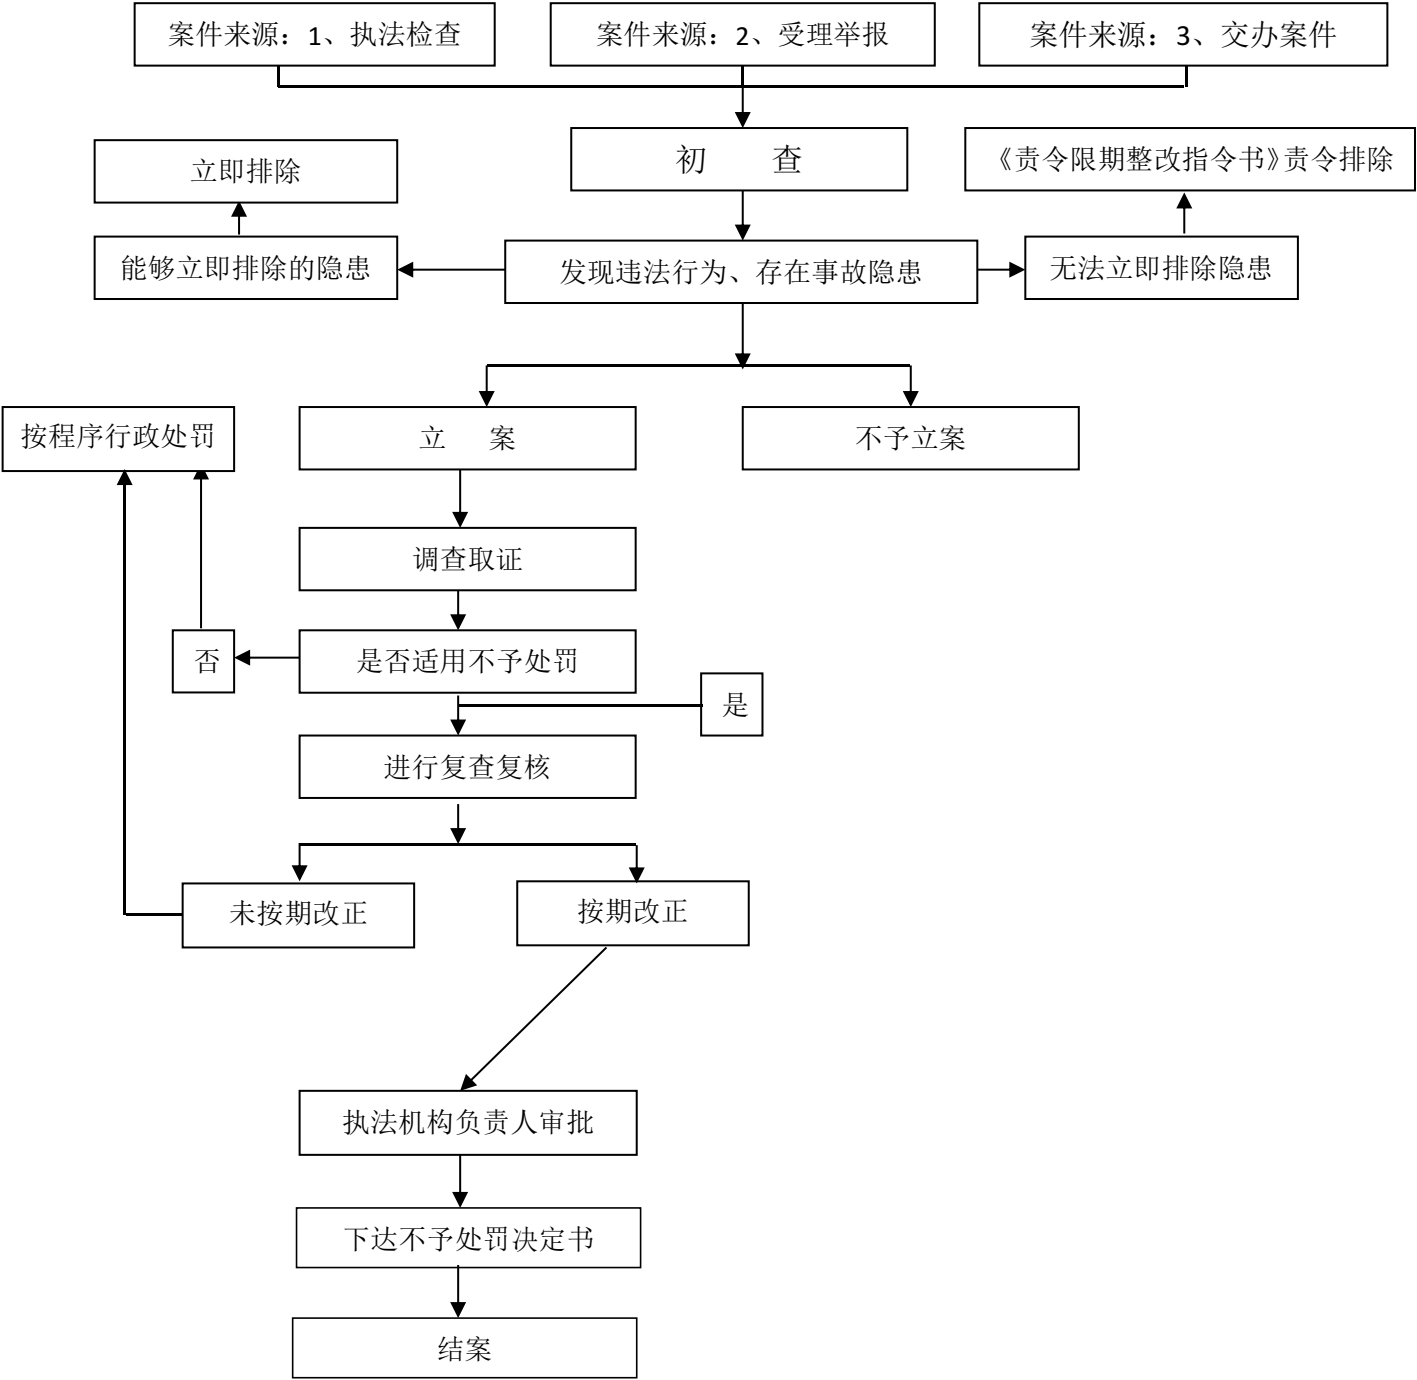 案件来源：1、执法检查
案件来源：2、受理举报
案件来源：3、交办案件
初 查
立即排除
《责令限期整改指令书》责令排除
能够立即排除的隐患
发现违法行为、存在事故隐患
无法立即排除隐患
按程序行政处罚
立 案
不予立案
调查取证
否
是否适用不予处罚
是
进行复查复核
未按期改正
按期改正
执法机构负责人审批
下达不予处罚决定书
结案